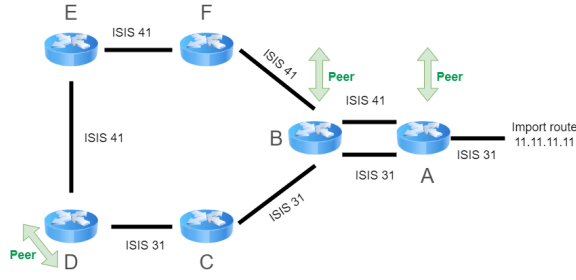 E
ISIS 41
F
ISIS 41
Peer
Peer
ISIS 41
ISIS 41
B
Import route
11.11.11.11
ISIS 31
ISIS 31
A
ISIS 31
Peer
D
ISIS 31
C